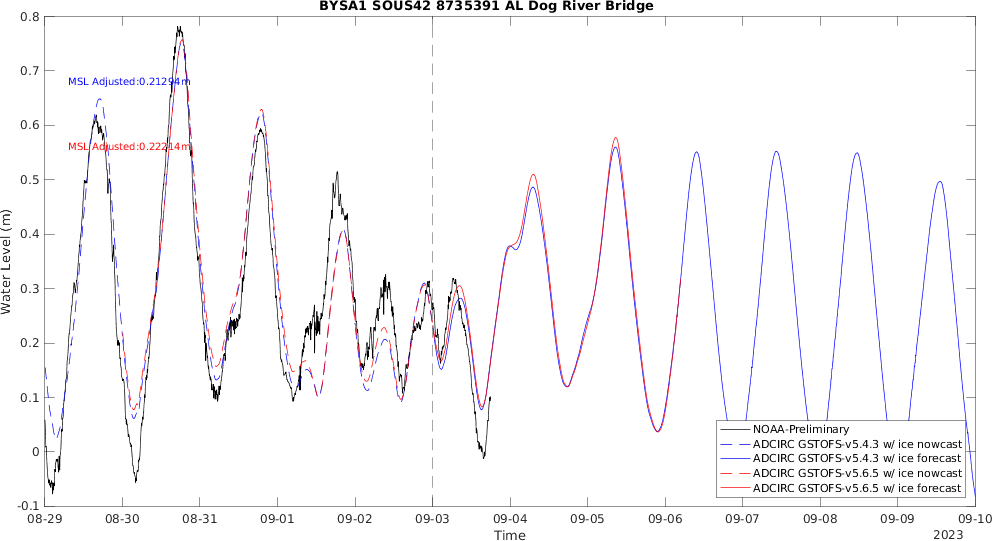 BYSA1 SOUS42 8735391 AL Dog River Bridge
0.8
0.7
0.6
0.5
0.4
0.3
0.2
0.1
0
-0.1
Water Level (m)
MSL Adjusted:0.21294m
MSL Adjusted:0.22214m
NOAA-Preliminary
ADCIRC GSTOFS-v5.4.3 w/ ice nowcast
ADCIRC GSTOFS-v5.4.3 w/ ice forecast
ADCIRC GSTOFS-v5.6.5 w/ ice nowcast
ADCIRC GSTOFS-v5.6.5 w/ ice forecast
08-29 08-30 08-31 09-01 09-02 09-03 09-04 09-05 09-06 09-07 09-08 09-09 09-10
Time
2023